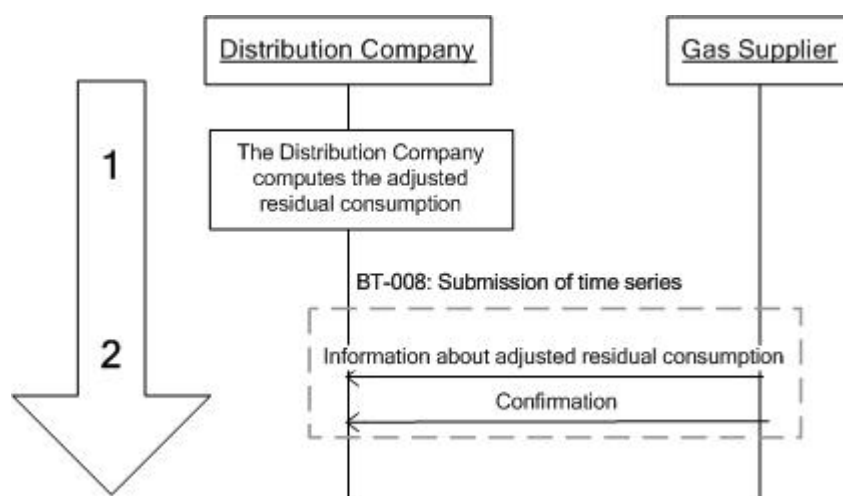 Distribution Company
Gas Supplier
1
The Distribution Company
computes the adjusted
residual consumption
BT-008: Submission of time series
2
Information about adjusted residual consumption
Confirmation